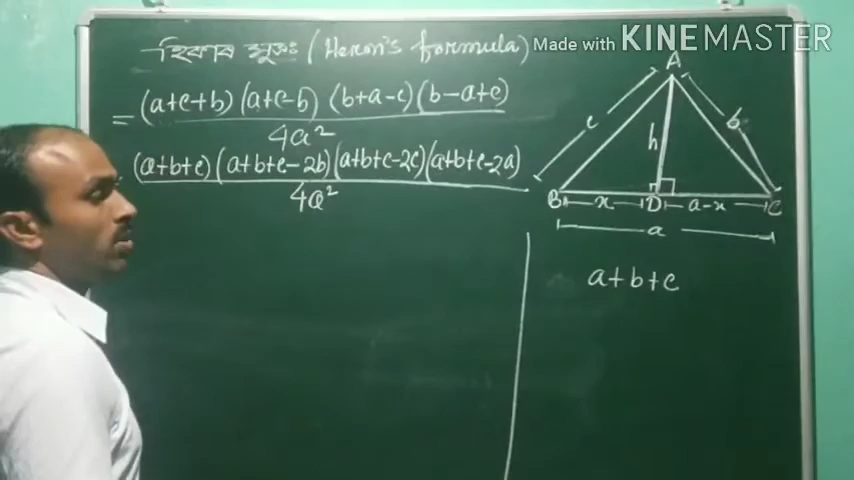 হিৰণৰ সূত্ৰঃ (Heron's formula)
Made with KINEMASTER
= (a+c+b) (a+c-b) (b+a-c) (b-a+c)
4a²
(a+b+c) (a+b+c-2b) (a+b+c-2c) (a+b+c-2a)
4a²
A
c
b
h
B
x
D
a-x
C
a
a+b+c